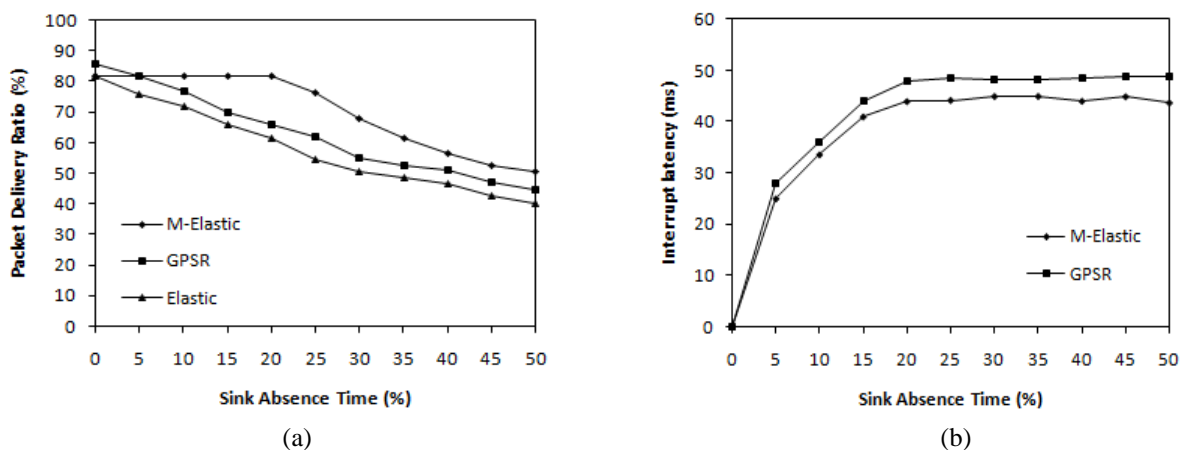 100
90
80
70
60
50
40
30
20
10
0
Packet Delivery Ratio (%)
M-Elastic
GPSR
Elastic
0 5 10 15 20 25 30 35 40 45 50
Sink Absence Time (%)
(a)
60
50
40
30
20
10
0
Interrupt latency (ms)
M-Elastic
GPSR
0 5 10 15 20 25 30 35 40 45 50
Sink Absence Time (%)
(b)